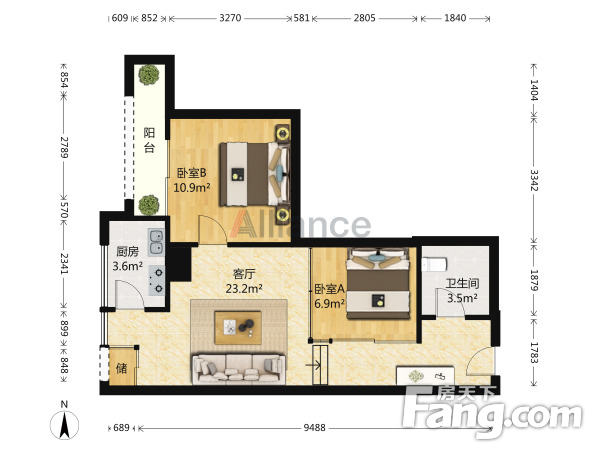 609 852 3270 581 2805 1840
854
2789
570
2341
899
848
1404
3342
1879
1783
阳台
卧室B
10.9m²
Alliance
厨房
3.6m²
客厅
23.2m²
卧室A
6.9m²
卫生间
3.5m²
储
N
689 9488
房天下
Fang.com